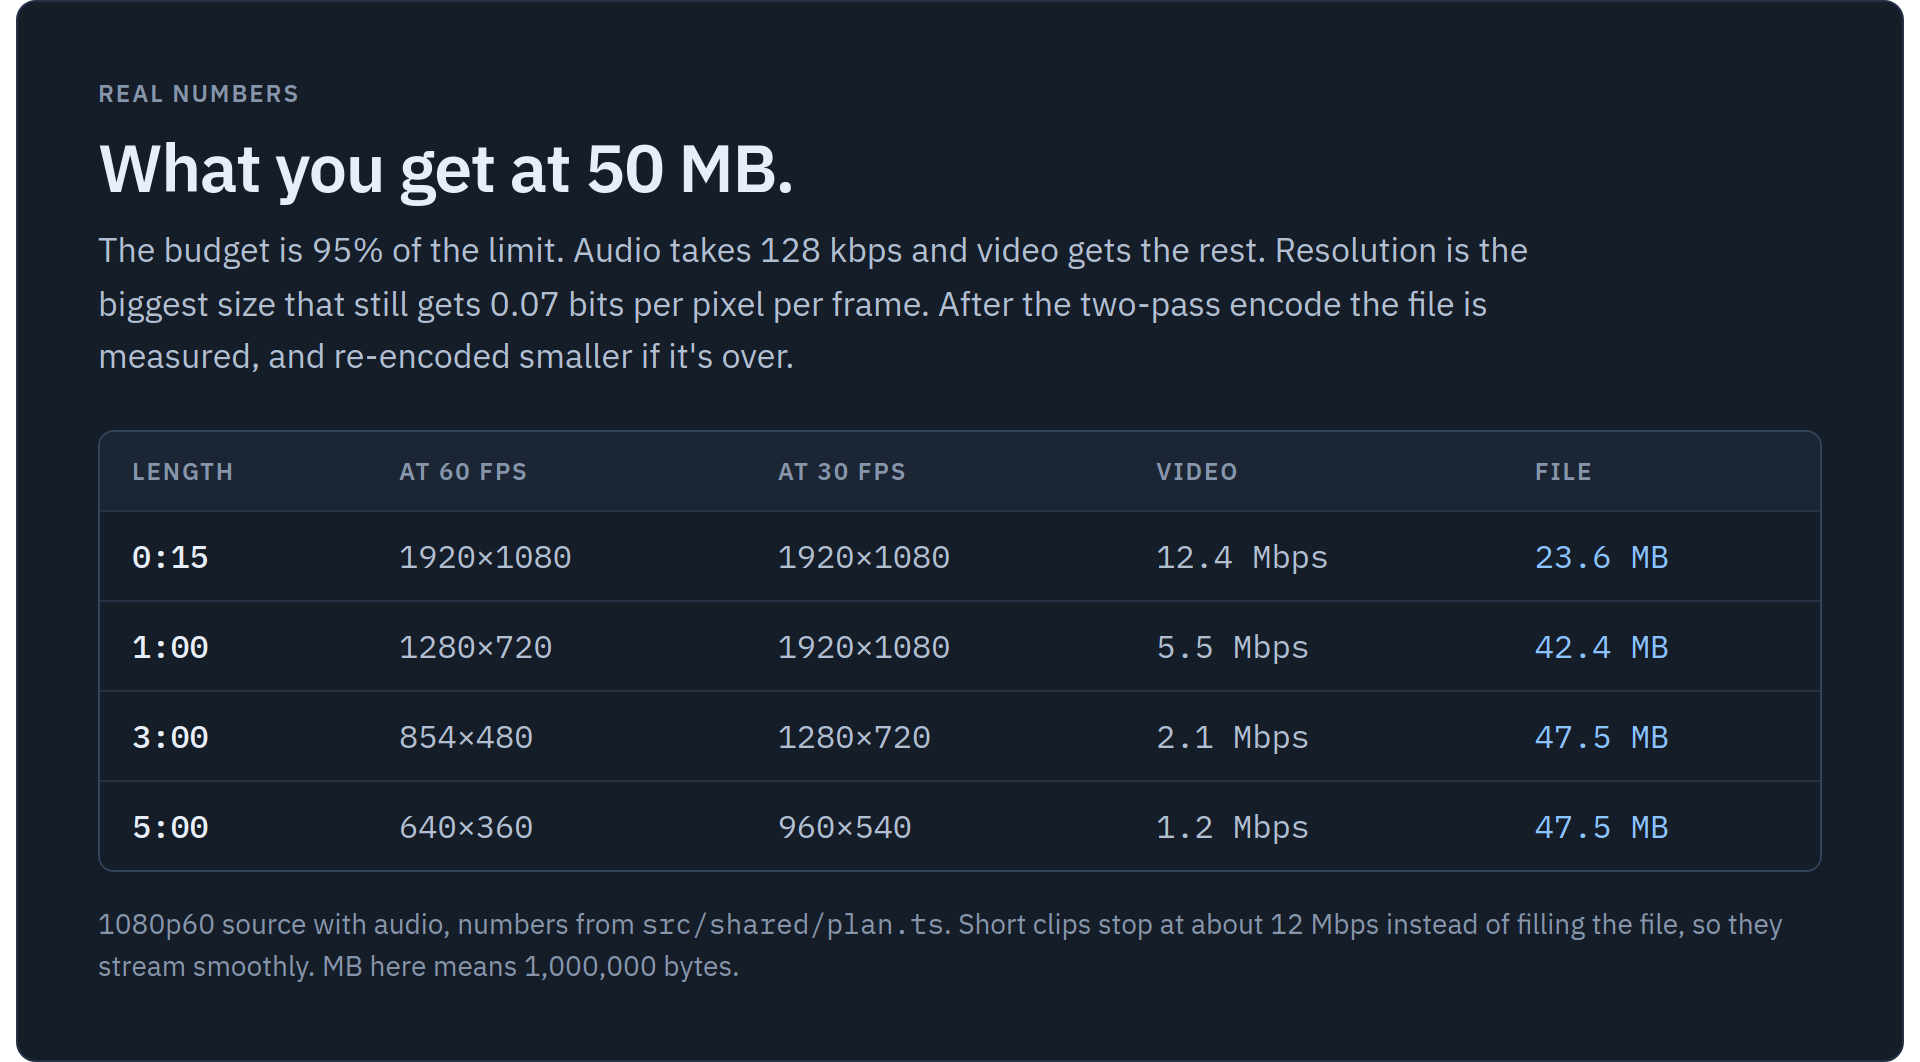 REAL NUMBERS
What you get at 50 MB.
The budget is 95% of the limit. Audio takes 128 kbps and video gets the rest. Resolution is the
biggest size that still gets 0.07 bits per pixel per frame. After the two-pass encode the file is
measured, and re-encoded smaller if it's over.
LENGTH AT 60 FPS AT 30 FPS VIDEO FILE
0:15 1920×1080 1920×1080 12.4 Mbps 23.6 MB
1:00 1280×720 1920×1080 5.5 Mbps 42.4 MB
3:00 854×480 1280×720 2.1 Mbps 47.5 MB
5:00 640×360 960×540 1.2 Mbps 47.5 MB
1080p60 source with audio, numbers from src/shared/plan.ts. Short clips stop at about 12 Mbps instead of filling the file, so they
stream smoothly. MB here means 1,000,000 bytes.